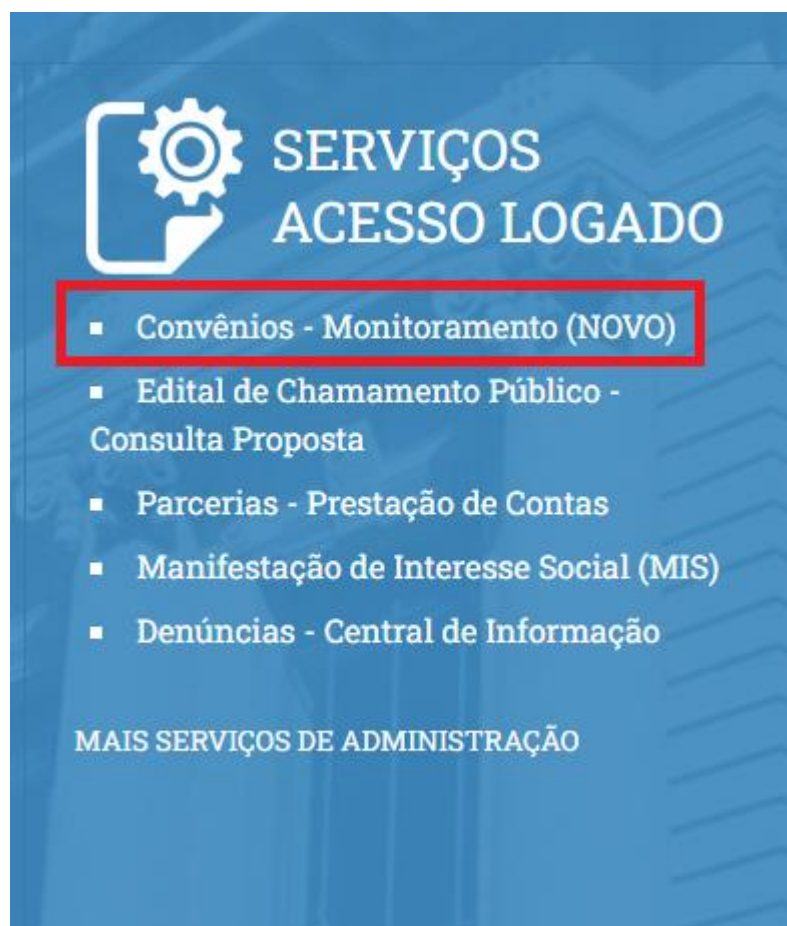 SERVIÇOS
ACESSO LOGADO
Convênios - Monitoramento (NOVO)
Edital de Chamamento Público -
Consulta Proposta
Parcerias - Prestação de Contas
Manifestação de Interesse Social (MIS)
Denúncias - Central de Informação
MAIS SERVIÇOS DE ADMINISTRAÇÃO